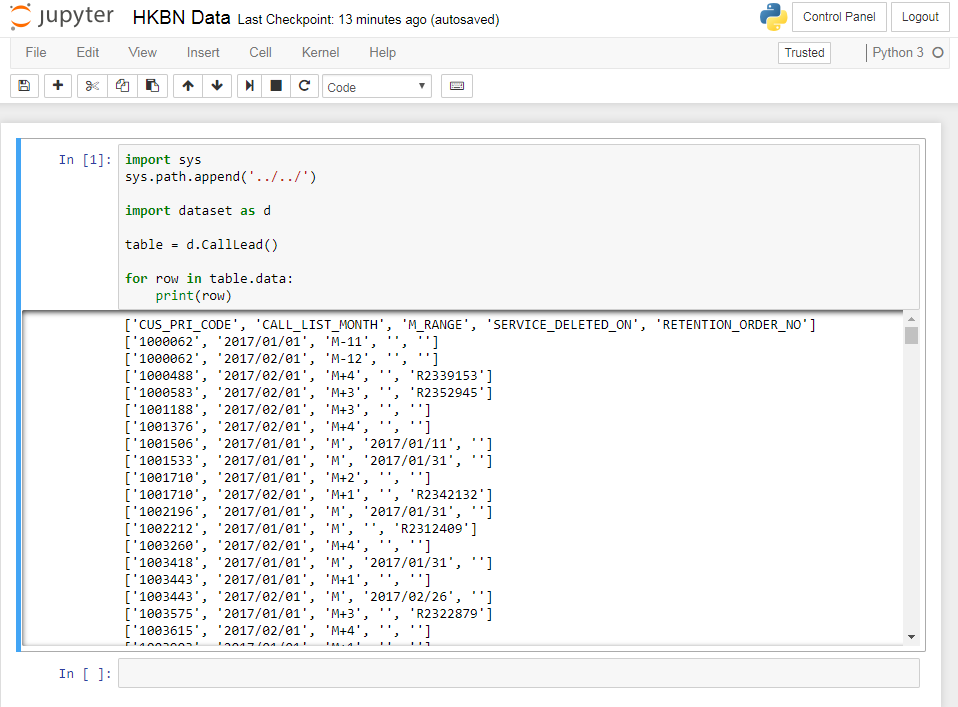 jupyter HKBN Data Last Checkpoint: 13 minutes ago (autosaved) Control Panel Logout
File Edit View Insert Cell Kernel Help Trusted Python 3
Code
In [1]: import sys
sys.path.append('../../')
import dataset as d
table = d.CallLead()
for row in table.data:
    print(row)
['CUS_PRI_CODE', 'CALL_LIST_MONTH', 'M_RANGE', 'SERVICE_DELETED_ON', 'RETENTION_ORDER_NO']
['1000062', '2017/01/01', 'M-11', '', '']
['1000062', '2017/02/01', 'M-12', '', '']
['1000488', '2017/02/01', 'M+4', '', 'R2339153']
['1000583', '2017/02/01', 'M+3', '', 'R2352945']
['1001188', '2017/02/01', 'M+3', '', '']
['1001376', '2017/02/01', 'M+4', '', '']
['1001506', '2017/01/01', 'M', '2017/01/11', '']
['1001533', '2017/01/01', 'M', '2017/01/31', '']
['1001710', '2017/01/01', 'M+2', '', '']
['1001710', '2017/02/01', 'M+1', '', 'R2342132']
['1002196', '2017/01/01', 'M', '2017/01/31', '']
['1002212', '2017/01/01', 'M', '', 'R2312409']
['1003260', '2017/02/01', 'M+4', '', '']
['1003418', '2017/01/01', 'M', '2017/01/31', '']
['1003443', '2017/01/01', 'M+1', '', '']
['1003443', '2017/02/01', 'M', '2017/02/26', '']
['1003575', '2017/01/01', 'M+3', '', 'R2322879']
['1003615', '2017/02/01', 'M+4', '', '']
In [ ]: